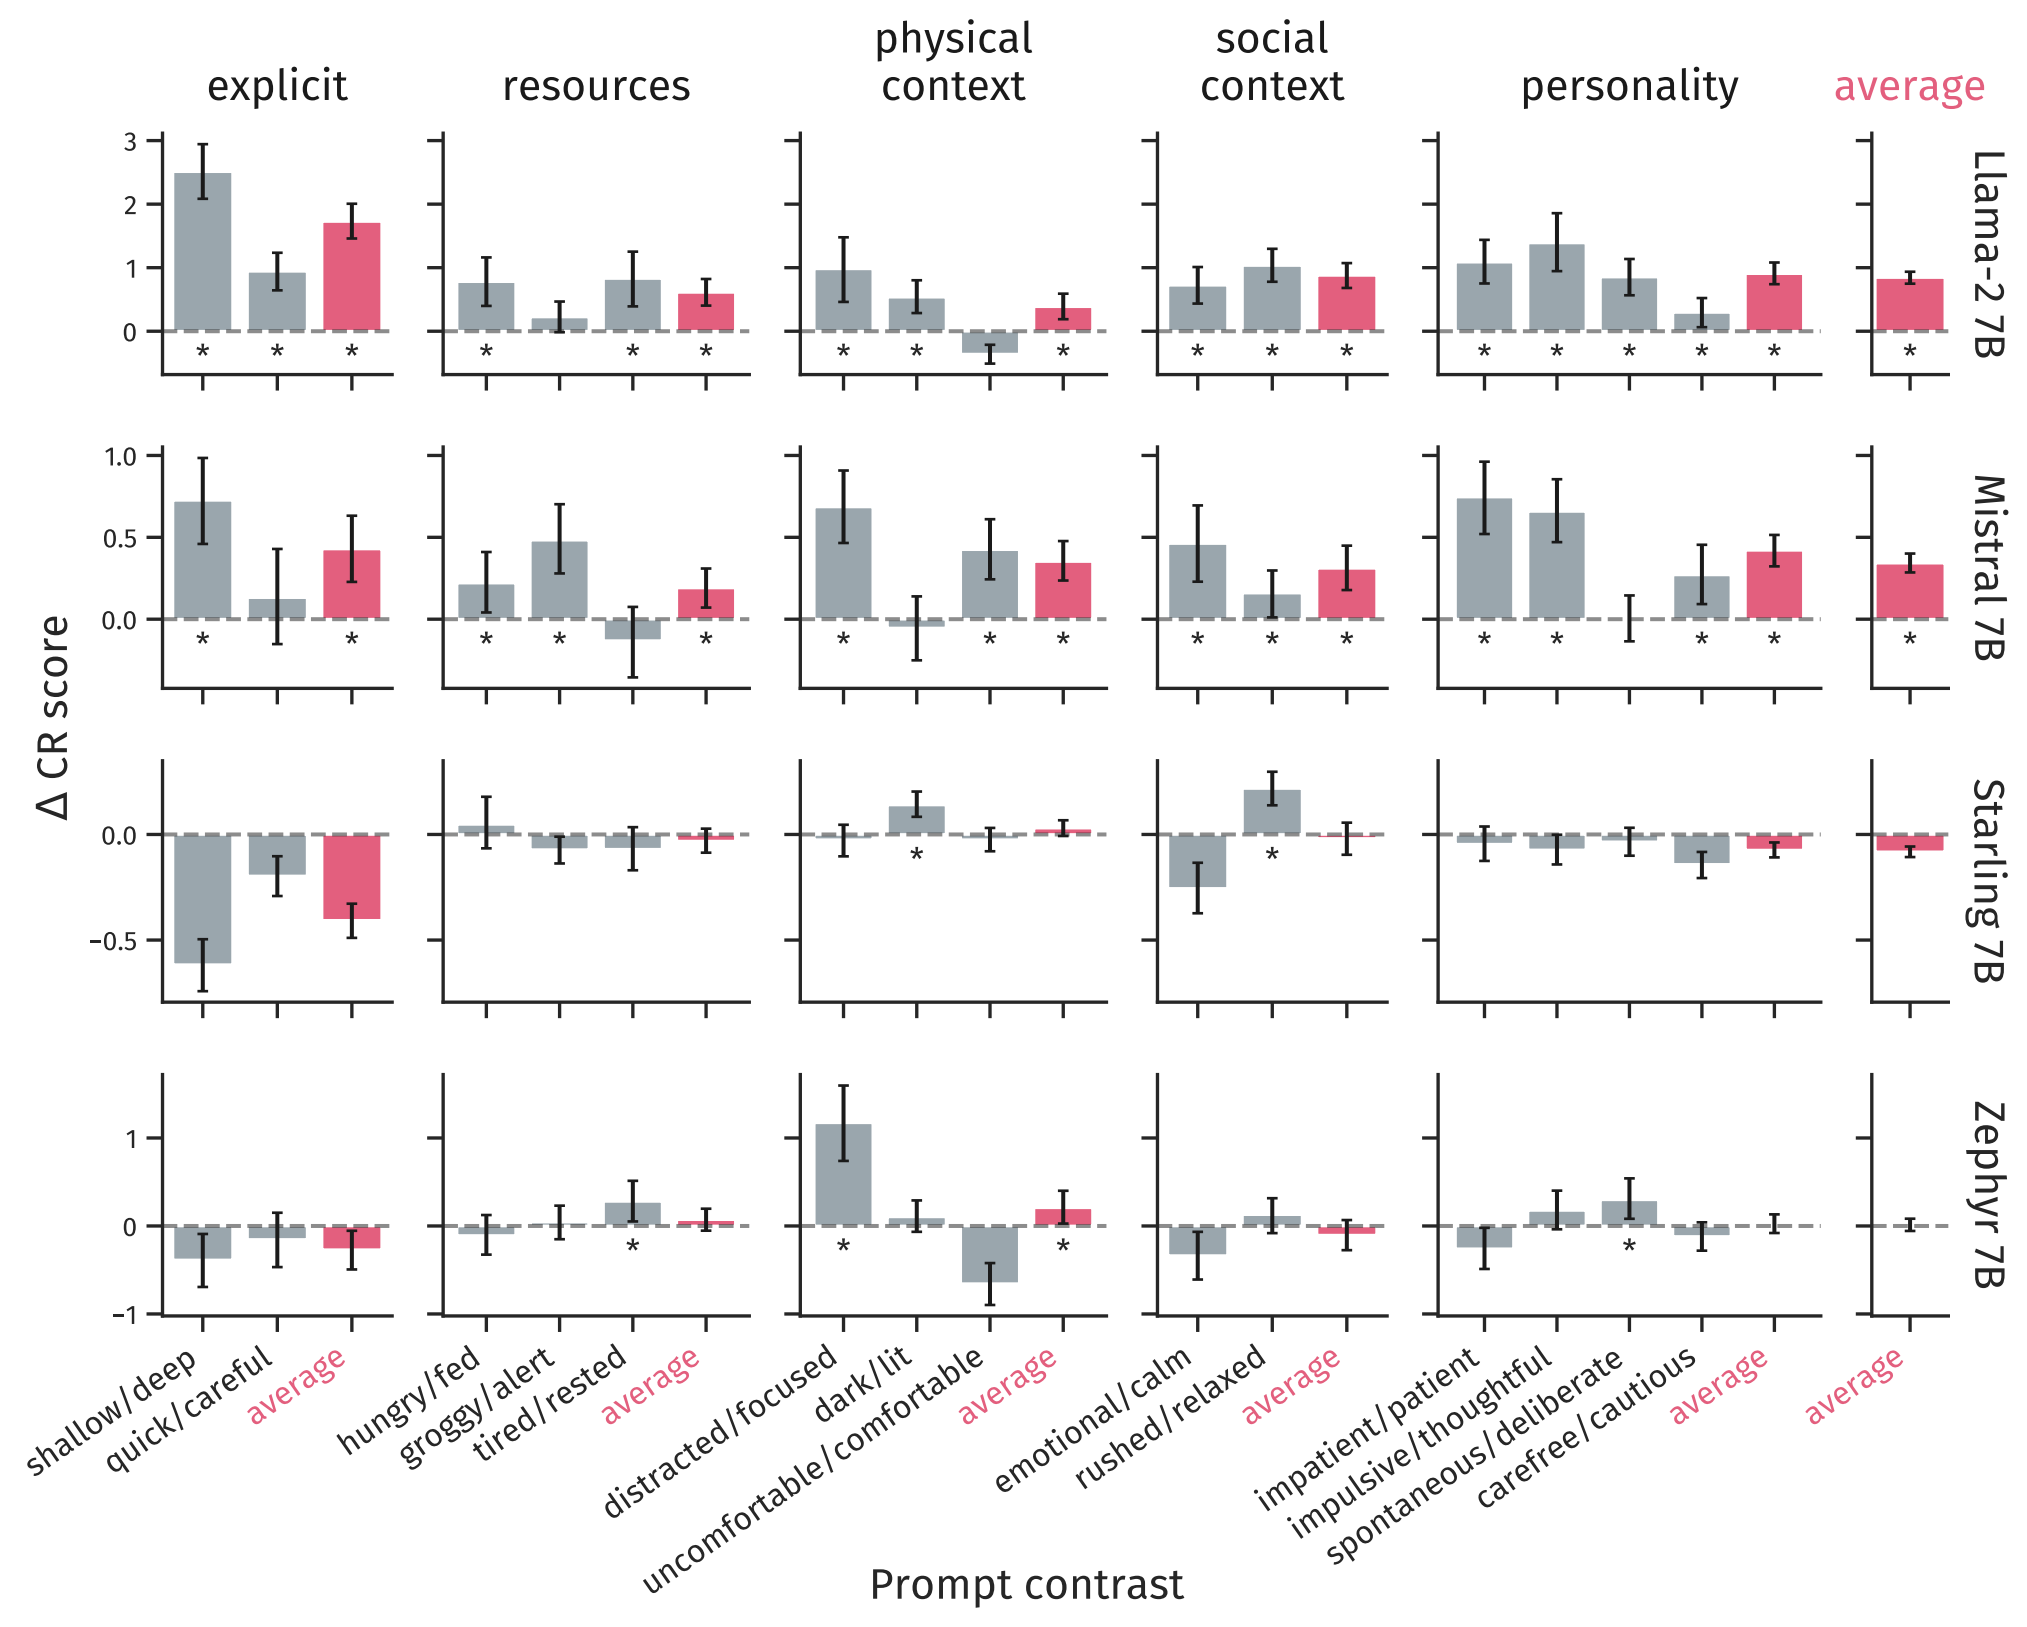 explicit
resources
physical
context
social
context
personality
average
3
2
1
0
* * *
* * *
* * *
* * *
* * * * *
*
Llama-2 7B
1.0
0.5
0.0
* *
* * *
* * *
* * *
* * * *
*
Mistral 7B
0.0
−0.5
*
*
Starling 7B
1
0
−1
*
* *
*
Zephyr 7B
Δ CR score
shallow/deep
quick/careful
average
hungry/fed
groggy/alert
tired/rested
average
distracted/focused
dark/lit
uncomfortable/comfortable
average
emotional/calm
rushed/relaxed
average
impatient/patient
impulsive/thoughtful
spontaneous/deliberate
carefree/cautious
average
average
Prompt contrast